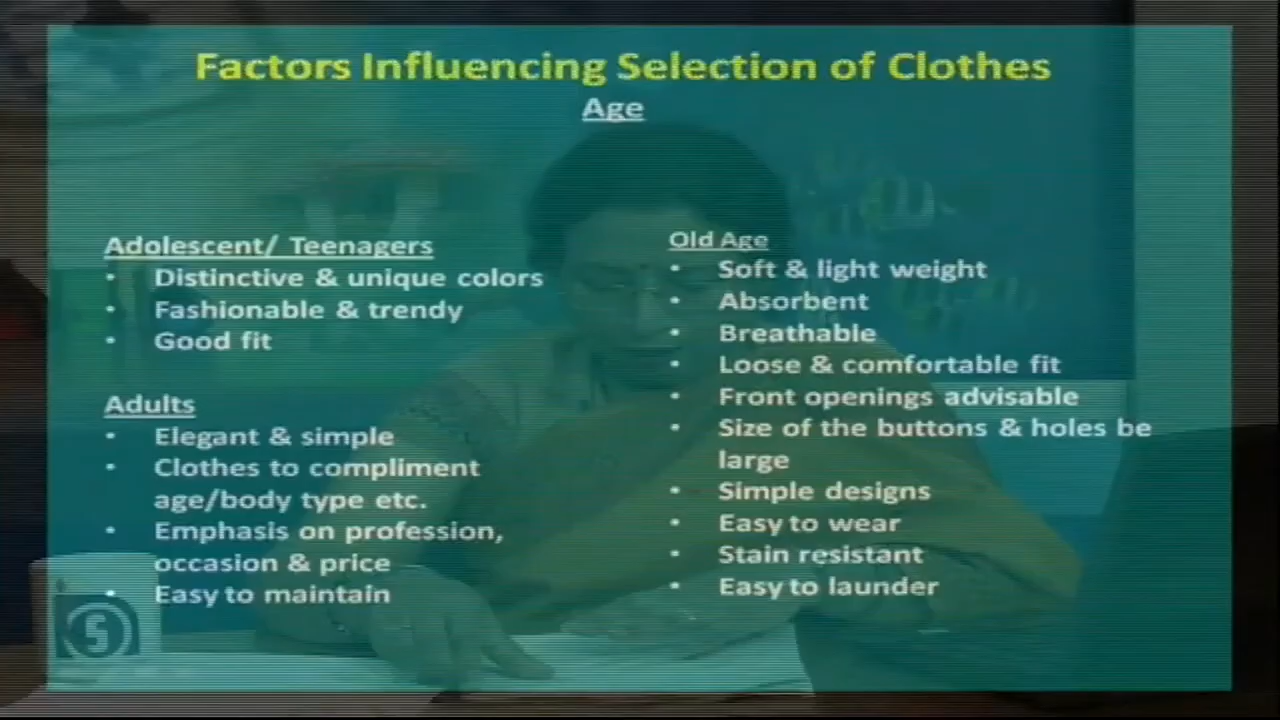 Factors Influencing Selection of Clothes
Age
Adolescent/ Teenagers
• Distinctive & unique colors
• Fashionable & trendy
• Good fit
Adults
• Elegant & simple
• Clothes to compliment
age/body type etc.
• Emphasis on profession,
occasion & price
• Easy to maintain
Old Age
• Soft & light weight
• Absorbent
• Breathable
• Loose & comfortable fit
• Front openings advisable
• Size of the buttons & holes be
large
• Simple designs
• Easy to wear
• Stain resistant
• Easy to launder